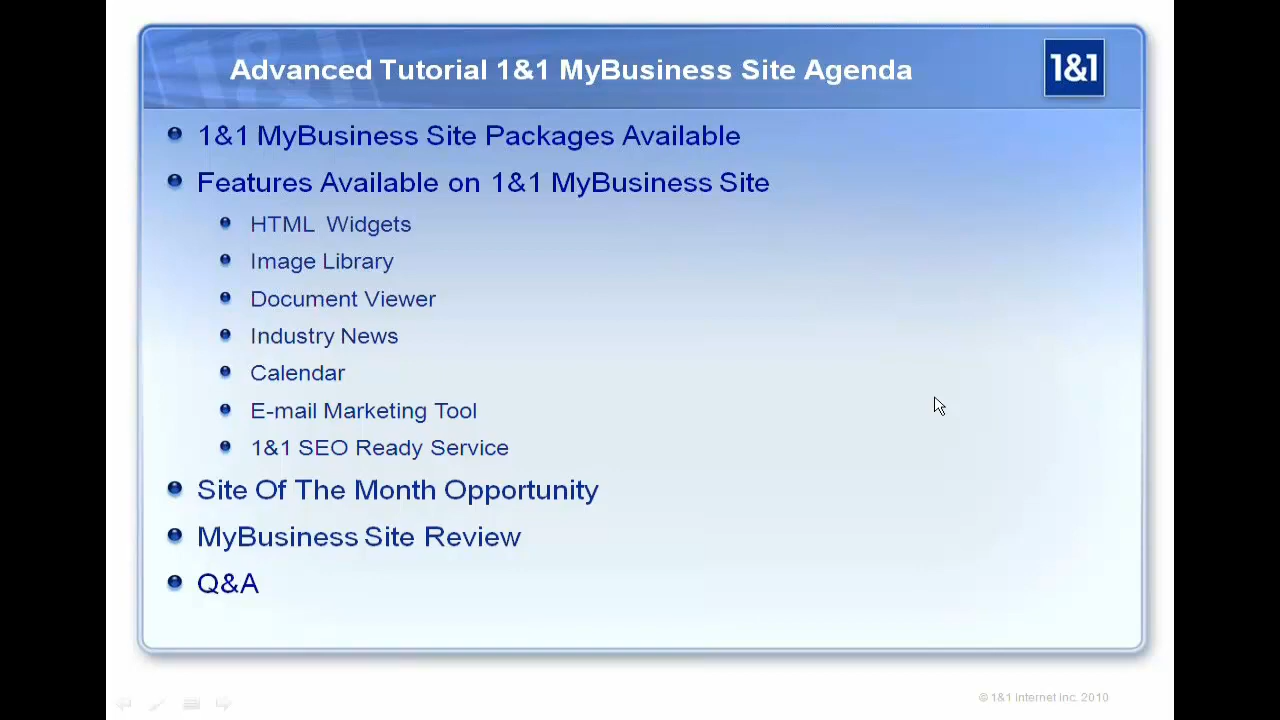 Advanced Tutorial 1&1 MyBusiness Site Agenda
1&1
1&1 MyBusiness Site Packages Available
Features Available on 1&1 MyBusiness Site
HTML Widgets
Image Library
Document Viewer
Industry News
Calendar
E-mail Marketing Tool
1&1 SEO Ready Service
Site Of The Month Opportunity
MyBusiness Site Review
Q&A
© 1&1 Internet Inc. 2010